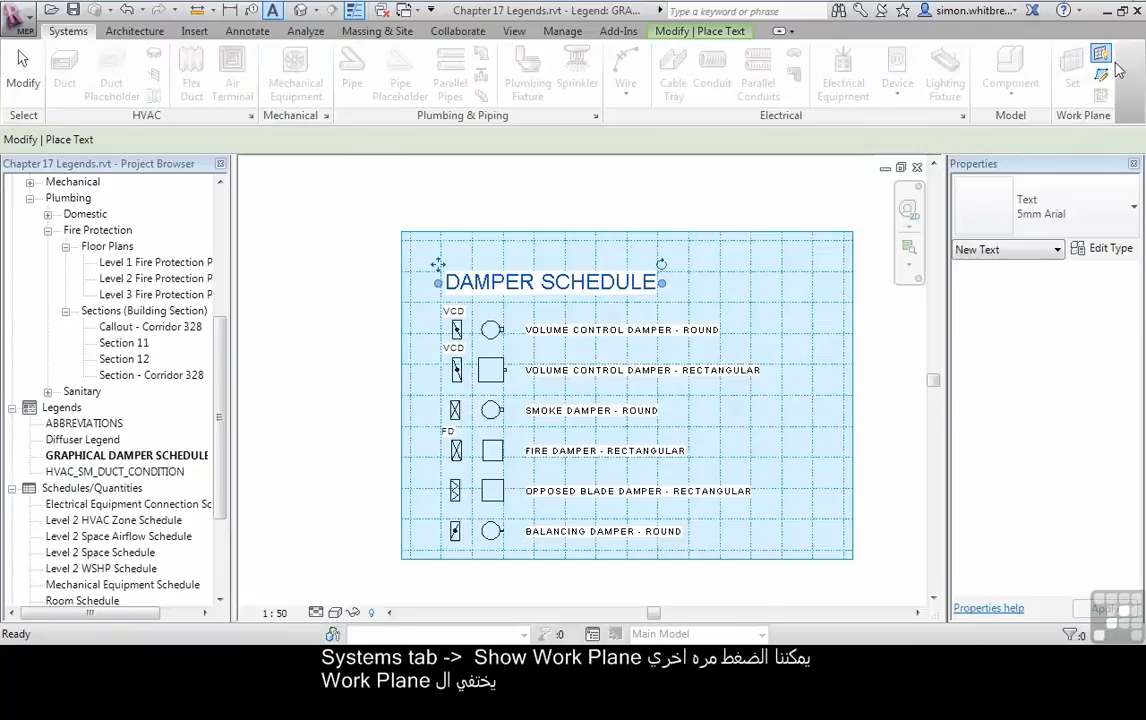 Chapter 17 Legends.rvt - Legend: GRA...
Type a keyword or phrase
simon.whitbre...
MEP
Systems Architecture Insert Annotate Analyze Massing & Site Collaborate View Manage Add-Ins Modify | Place Text
Modify Duct Duct Placeholder Flex Duct Air Terminal Mechanical Equipment Pipe Pipe Placeholder Parallel Pipes Plumbing Fixture Sprinkler Wire Cable Tray Conduit Parallel Conduits Electrical Equipment Device Lighting Fixture Component Set
Select HVAC Mechanical Plumbing & Piping Electrical Model Work Plane
Modify | Place Text
Chapter 17 Legends.rvt - Project Browser
Mechanical
Plumbing
Domestic
Fire Protection
Floor Plans
Level 1 Fire Protection P
Level 2 Fire Protection P
Level 3 Fire Protection P
Sections (Building Section)
Callout - Corridor 328
Section 11
Section 12
Section - Corridor 328
Sanitary
Legends
ABBREVIATIONS
Diffuser Legend
GRAPHICAL DAMPER SCHEDULE
HVAC_SM_DUCT_CONDITION
Schedules/Quantities
Electrical Equipment Connection Sc
Level 2 HVAC Zone Schedule
Level 2 Space Airflow Schedule
Level 2 Space Schedule
Level 2 WSHP Schedule
Mechanical Equipment Schedule
Room Schedule
DAMPER SCHEDULE
VCD
VOLUME CONTROL DAMPER - ROUND
VCD
VOLUME CONTROL DAMPER - RECTANGULAR
SMOKE DAMPER - ROUND
FD
FIRE DAMPER - RECTANGULAR
OPPOSED BLADE DAMPER - RECTANGULAR
BALANCING DAMPER - ROUND
2D
Properties
Text
5mm Arial
New Text
Edit Type
Properties help
Apply
1 : 50
Ready
:0
Main Model
:0
يمكننا الضغط مره اخري Systems tab -> Show Work Plane
يختفي ال Work Plane